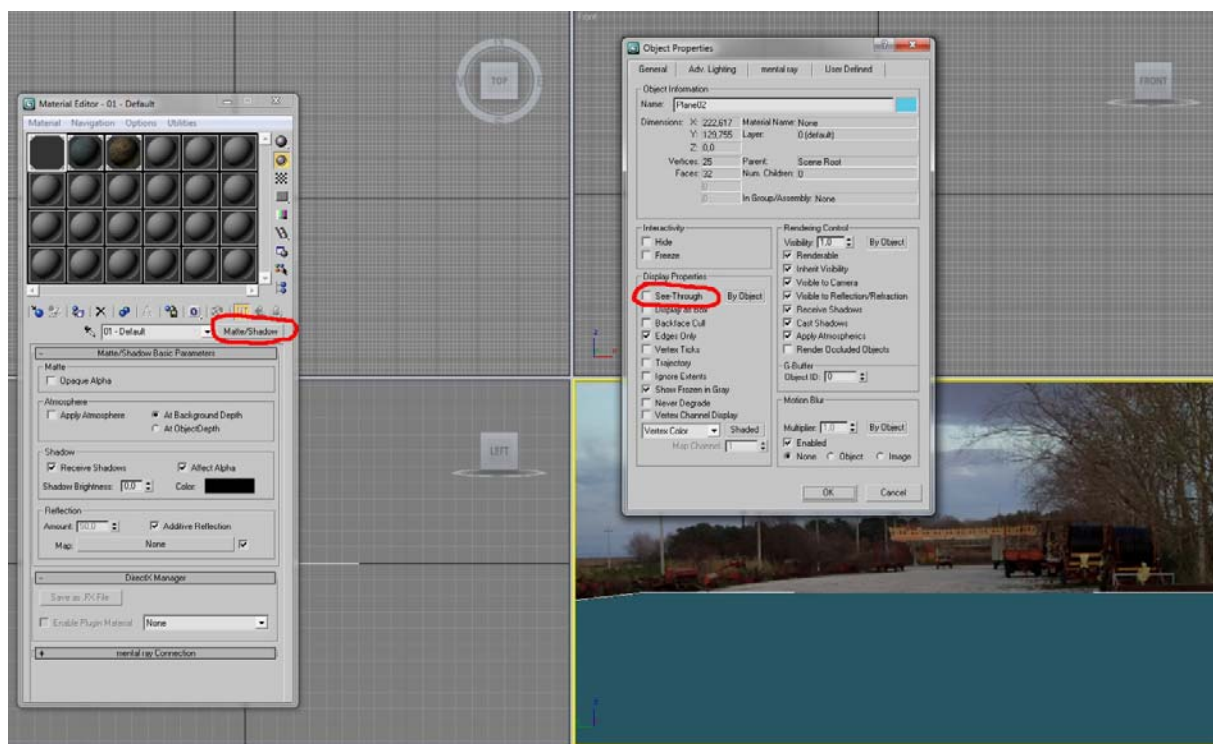 Front
TOP
FRONT
LEFT
Material Editor - 01 - Default
Material Navigation Options Utilities
01 - Default
Matte/Shadow
Matte/Shadow Basic Parameters
Matte
Opaque Alpha
Atmosphere
Apply Atmosphere
At Background Depth
At ObjectDepth
Shadow
Receive Shadows
Affect Alpha
Shadow Brightness: 0,0
Color:
Reflection
Amount: 50,0
Additive Reflection
Map:
None
DirectX Manager
Save as .FX File
Enable Plugin Material
None
mental ray Connection
Object Properties
General
Adv. Lighting
mental ray
User Defined
Object Information
Name: Plane02
Dimensions: X: 222,617
Material Name: None
Y: 129,755
Layer: 0 (default)
Z: 0,0
Vertices: 25
Parent: Scene Root
Faces: 32
Num. Children: 0
0
0
In Group/Assembly: None
Interactivity
Hide
Freeze
Display Properties
See-Through
By Object
Display as Box
Backface Cull
Edges Only
Vertex Ticks
Trajectory
Ignore Extents
Show Frozen in Gray
Never Degrade
Vertex Channel Display
Vertex Color
Shaded
Map Channel: 1
Rendering Control
Visibility: 1,0
By Object
Renderable
Inherit Visibility
Visible to Camera
Visible to Reflection/Refraction
Receive Shadows
Cast Shadows
Apply Atmospherics
Render Occluded Objects
G-Buffer
Object ID: 0
Motion Blur
Multiplier: 1,0
By Object
Enabled
None
Object
Image
OK
Cancel